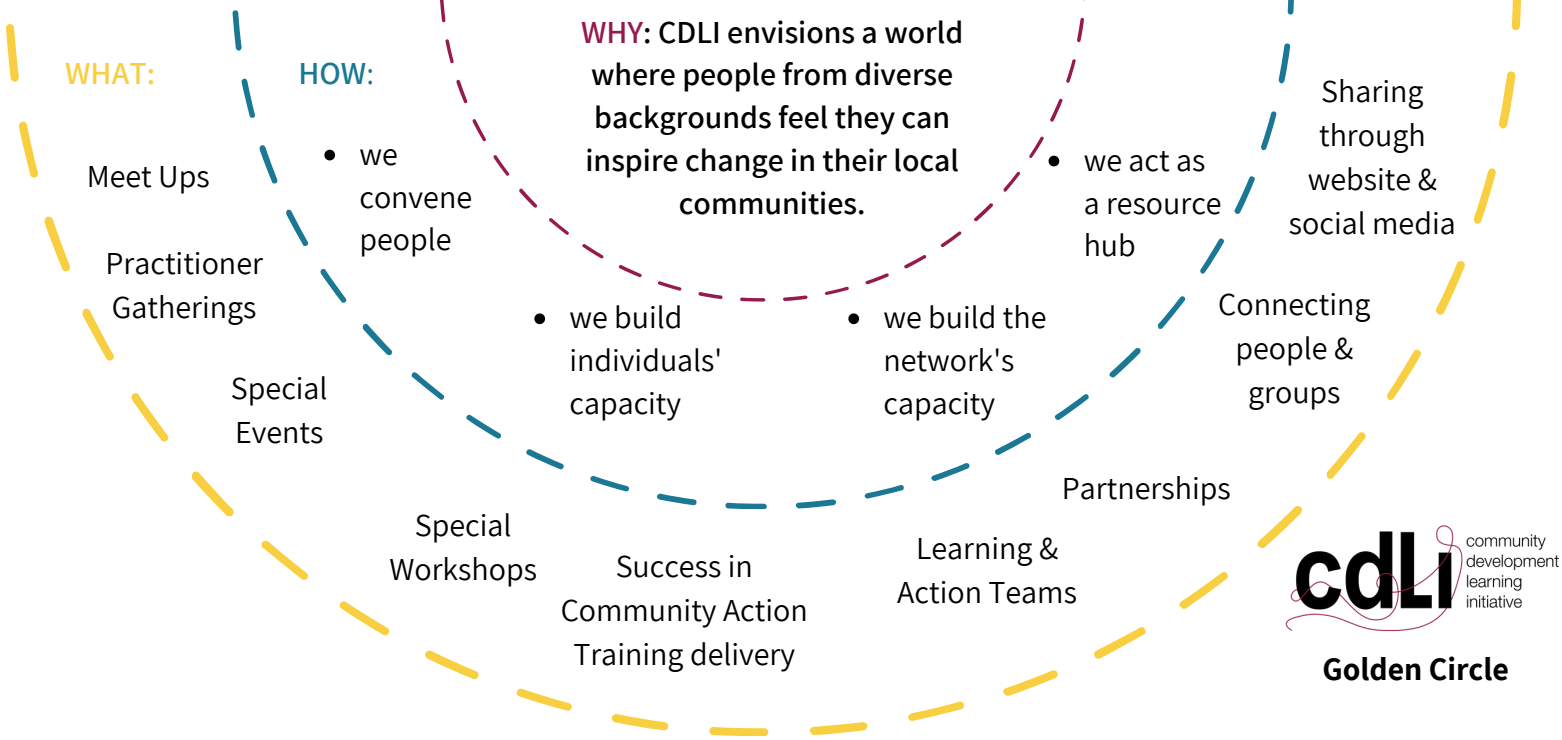 WHY: CDLI envisions a world
where people from diverse
backgrounds feel they can
inspire change in their local
communities.
HOW:
• we
convene
people
• we build
individuals'
capacity
• we build the
network's
capacity
• we act as
a resource
hub
WHAT:
Meet Ups
Practitioner
Gatherings
Special
Events
Special
Workshops
Success in
Community Action
Training delivery
Learning &
Action Teams
Partnerships
Connecting
people &
groups
Sharing
through
website &
social media
cdLI
community
development
learning
initiative
Golden Circle